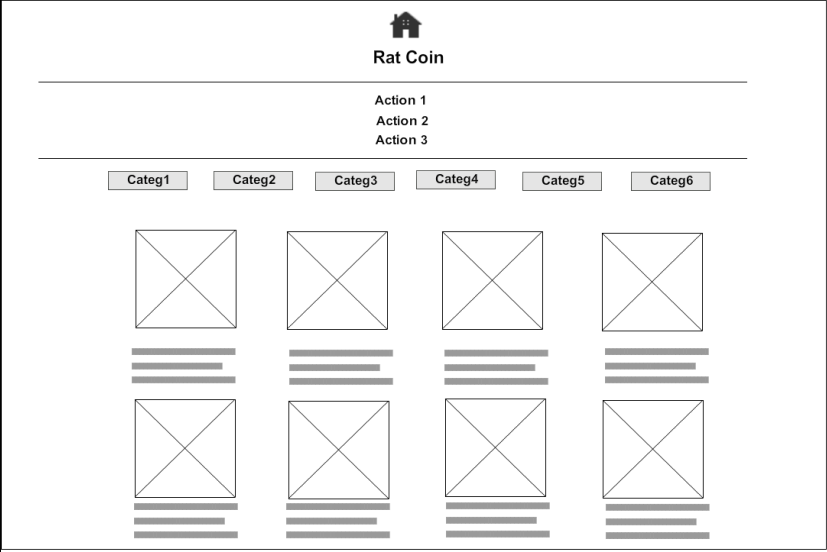 Rat Coin
Action 1
Action 2
Action 3
Categ1 Categ2 Categ3 Categ4 Categ5 Categ6